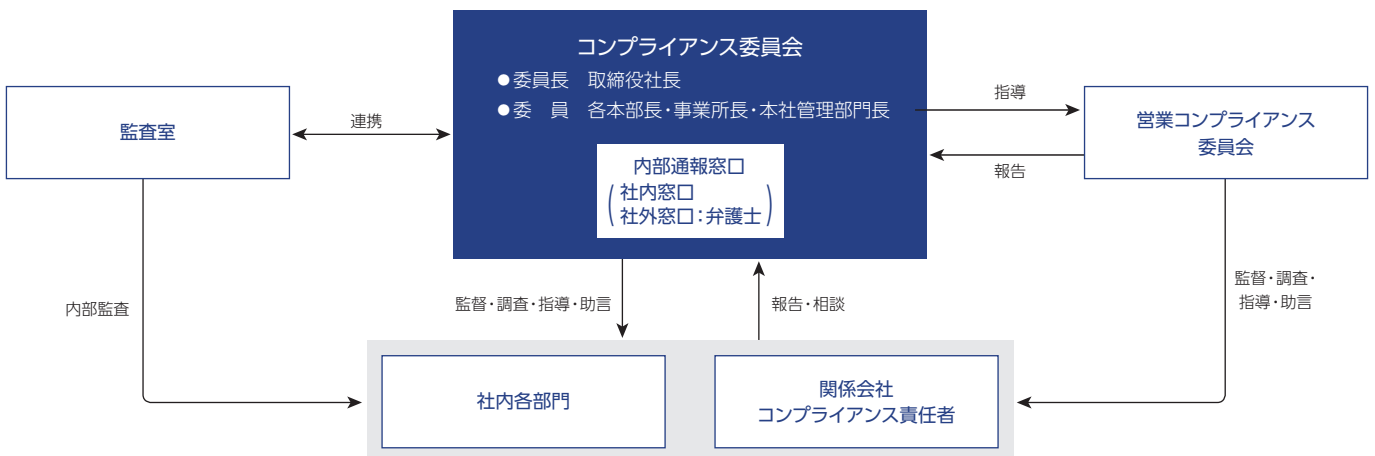 コンプライアンス委員会
●委員長 取締役社長
●委 員 各本部長・事業所長・本社管理部門長
内部通報窓口
(社内窓口
社外窓口：弁護士)
監査室
連携
指導
報告
営業コンプライアンス
委員会
内部監査
監督・調査・指導・助言
報告・相談
監督・調査・
指導・助言
社内各部門
関係会社
コンプライアンス責任者